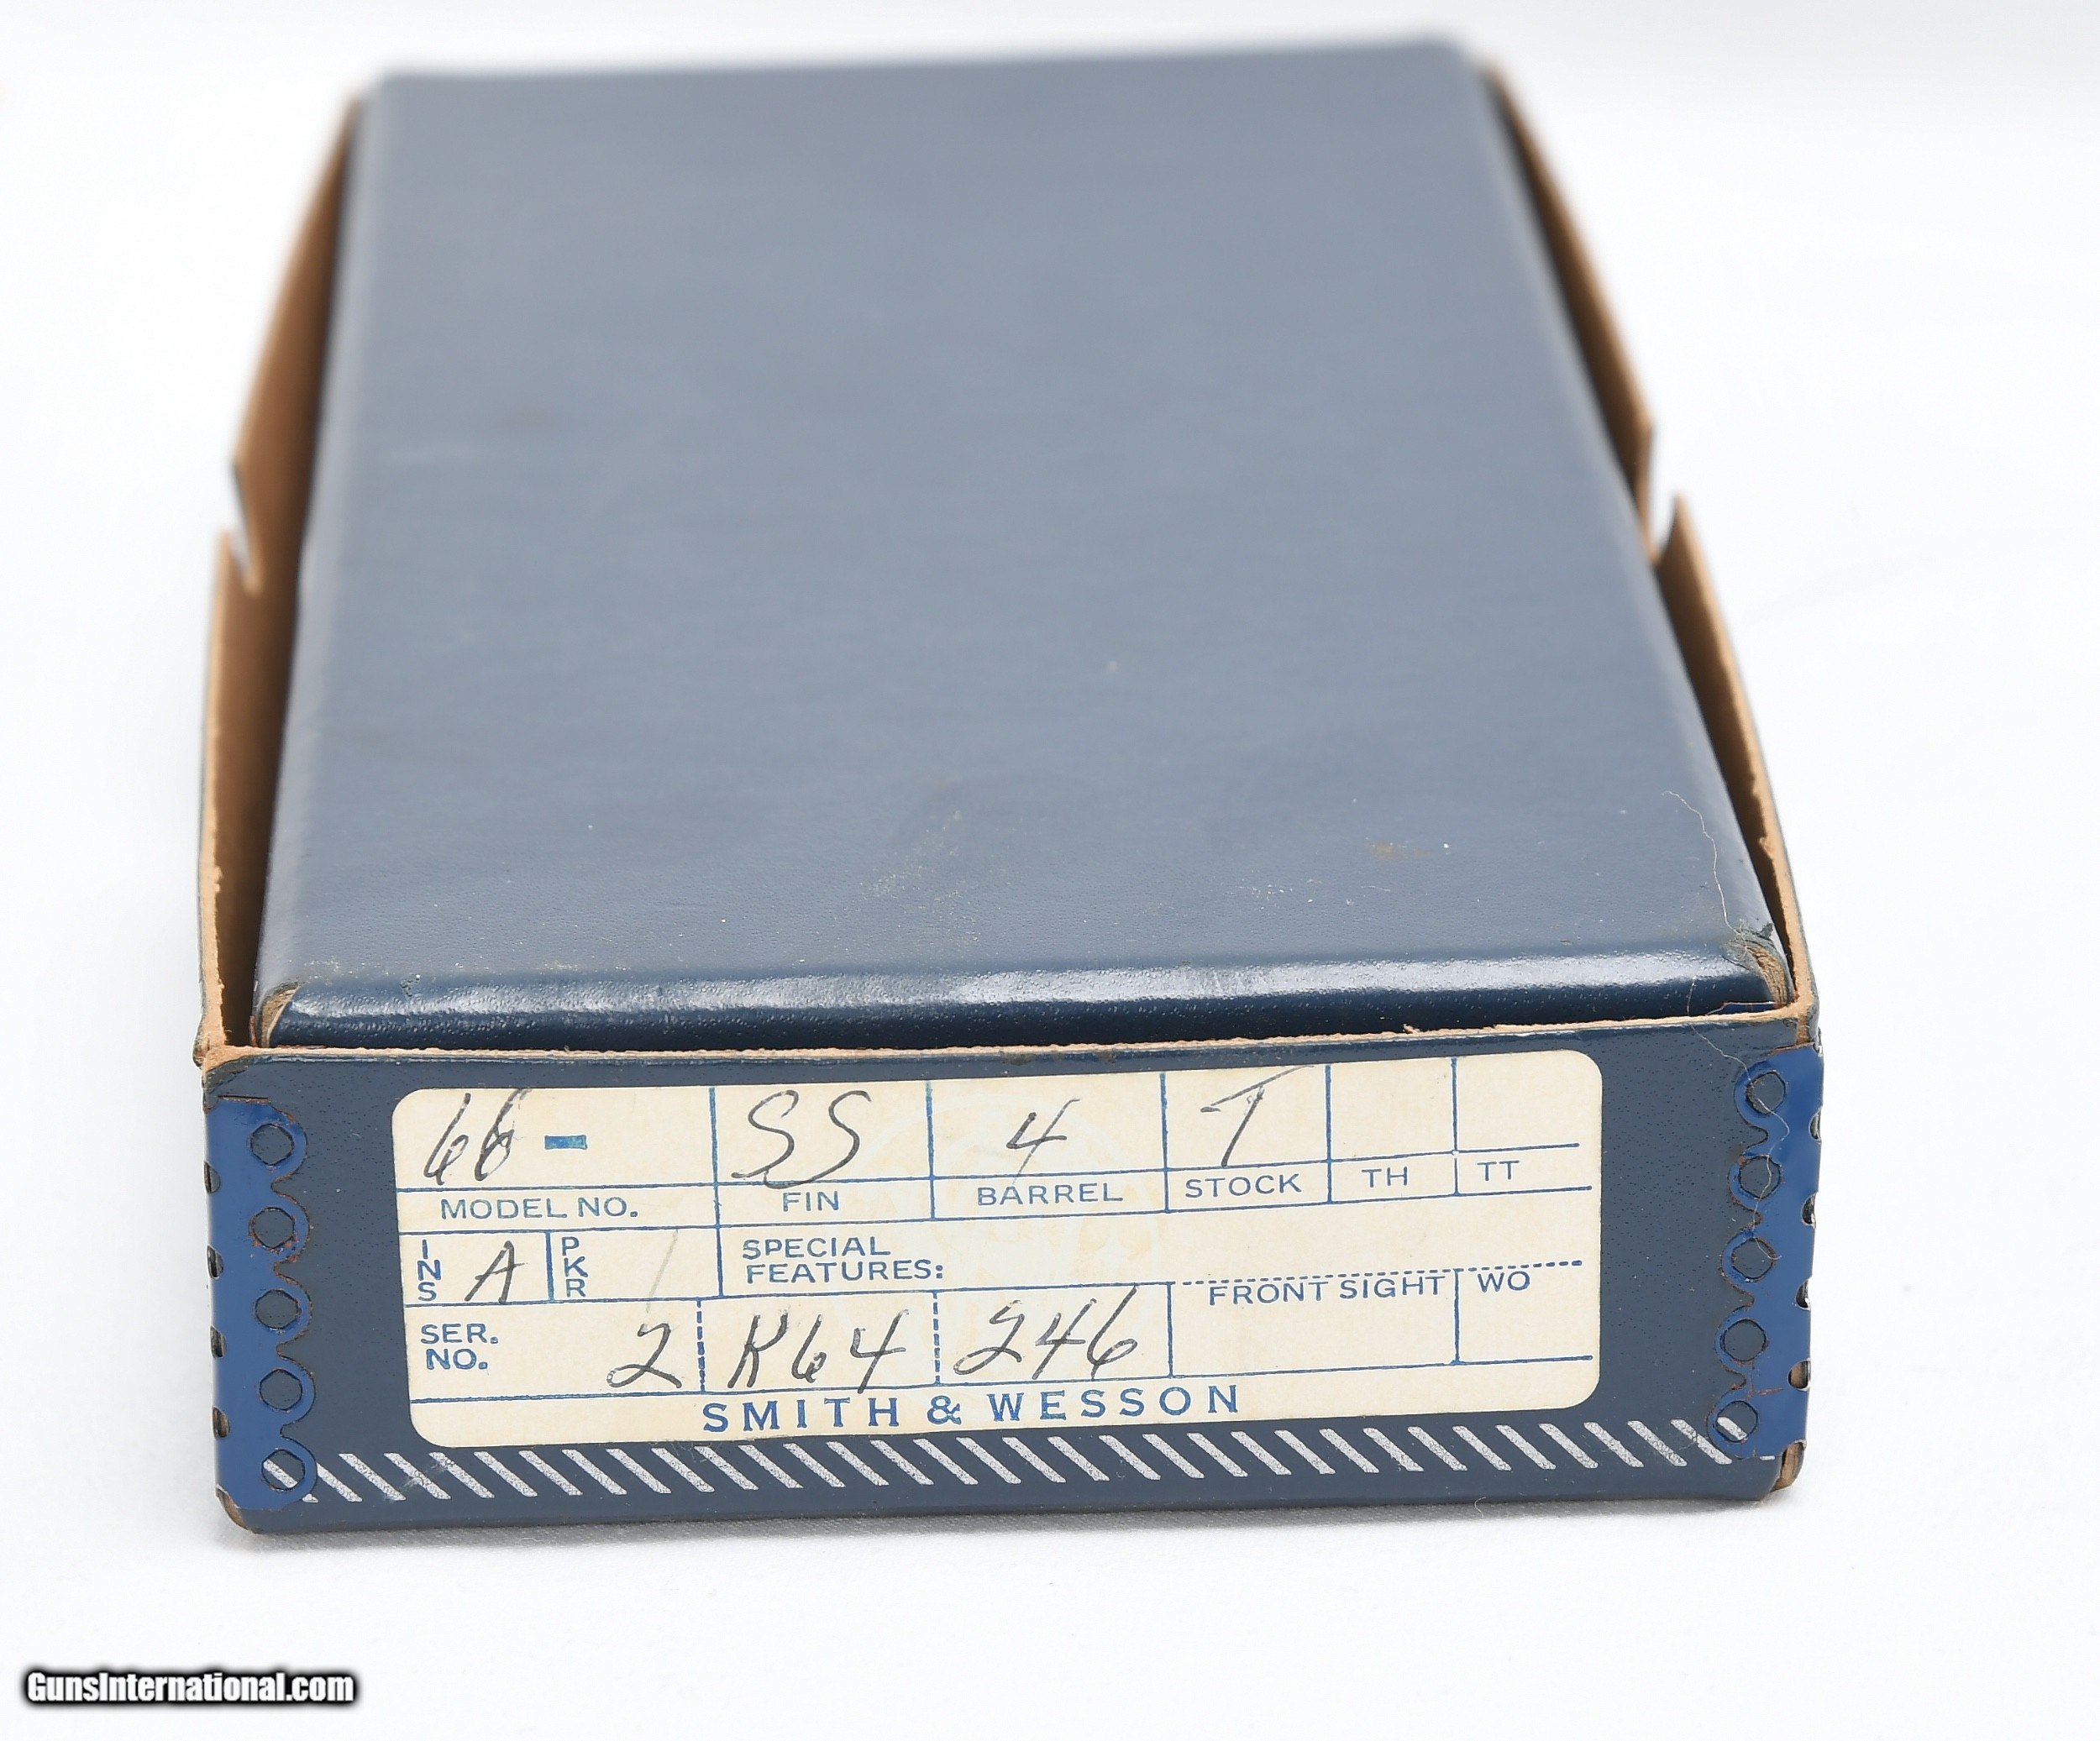 66- SS 4 T
MODEL NO. FIN BARREL STOCK TH TT
INS A PKR 1 SPECIAL FEATURES:
FRONT SIGHT WO
SER. NO. 2 K64 246
SMITH & WESSON
GunsInternational.com